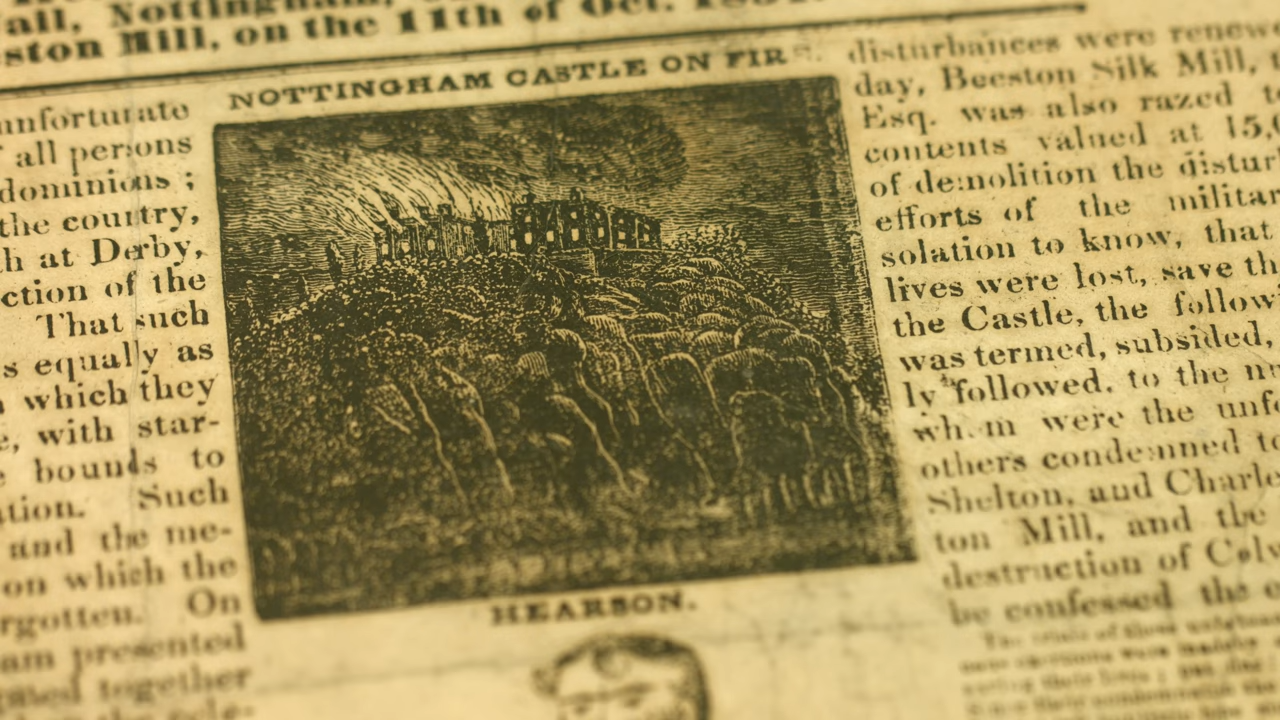 all, Nottingham,
ston Mill, on the 11th of Oct.
unfortunate
all persons
dominions ;
the country,
h at Derby,
ction of the
That such
s equally as
which they
e, with star-
bounds to
tion. Such
and the me-
on which the
rgotten. On
am presented
med together
NOTTINGHAM CASTLE ON FIR
HEARSON.
disturbances were renew
day, Beeston Silk Mill, t
Esq. was also razed t
contents valued at 15,0
of demolition the distur
efforts of the militar
solation to know, that
lives were lost, save th
the Castle, the follow
was termed, subsided,
ly followed, to the n
whom were the unf
others condemned to
Shelton, and Charle
ton Mill, and the
destruction of Colw
be confessed the